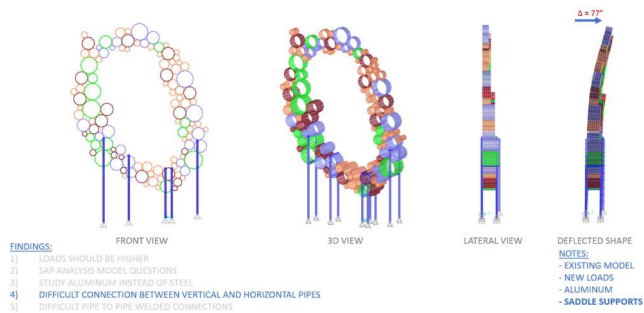 Δ = 77"
FRONT VIEW
3D VIEW
LATERAL VIEW
DEFLECTED SHAPE
FINDINGS:
1) LOADS SHOULD BE HIGHER
2) SAP ANALYSIS MODEL QUESTIONS
3) STUDY ALUMINUM INSTEAD OF STEEL
4) DIFFICULT CONNECTION BETWEEN VERTICAL AND HORIZONTAL PIPES
5) DIFFICULT PIPE TO PIPE WELDED CONNECTIONS
NOTES:
- EXISTING MODEL
- NEW LOADS
- ALUMINUM
- SADDLE SUPPORTS